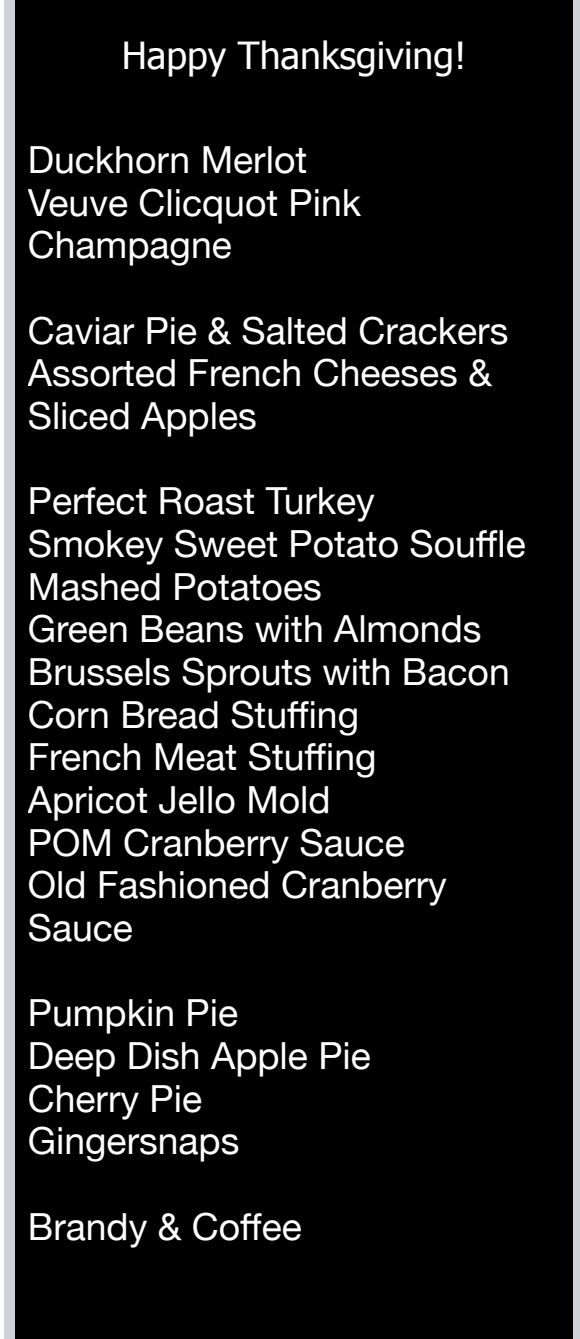 Happy Thanksgiving!
Duckhorn Merlot
Veuve Clicquot Pink
Champagne
Caviar Pie & Salted Crackers
Assorted French Cheeses &
Sliced Apples
Perfect Roast Turkey
Smokey Sweet Potato Souffle
Mashed Potatoes
Green Beans with Almonds
Brussels Sprouts with Bacon
Corn Bread Stuffing
French Meat Stuffing
Apricot Jello Mold
POM Cranberry Sauce
Old Fashioned Cranberry
Sauce
Pumpkin Pie
Deep Dish Apple Pie
Cherry Pie
Gingersnaps
Brandy & Coffee